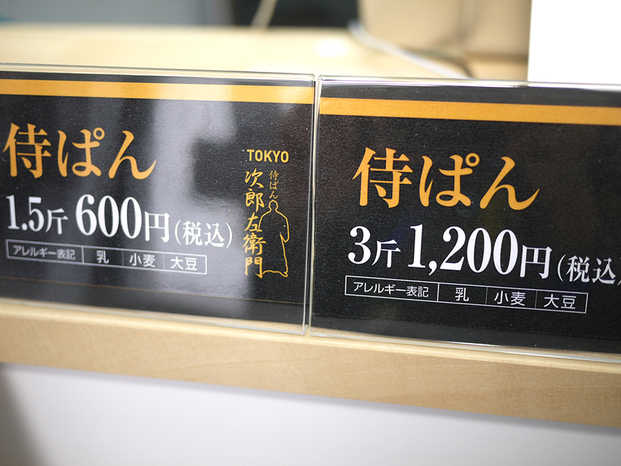 侍ぱん
1.5斤 600円(税込)
アレルギー表記 乳 小麦 大豆
TOKYO
侍ぱん
次郎左衛門
侍ぱん
3斤 1,200円(税込)
アレルギー表記 乳 小麦 大豆